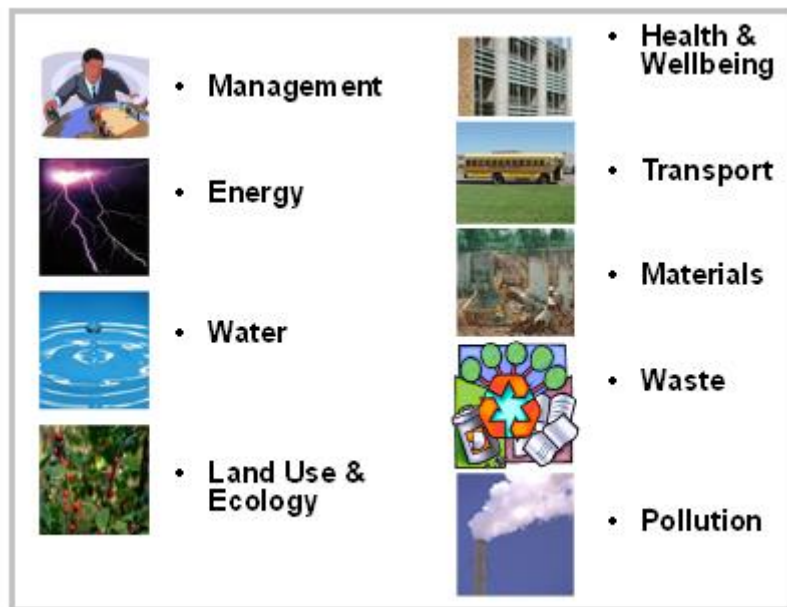 • Management
• Energy
• Water
• Land Use &
Ecology
• Health &
Wellbeing
• Transport
• Materials
• Waste
• Pollution